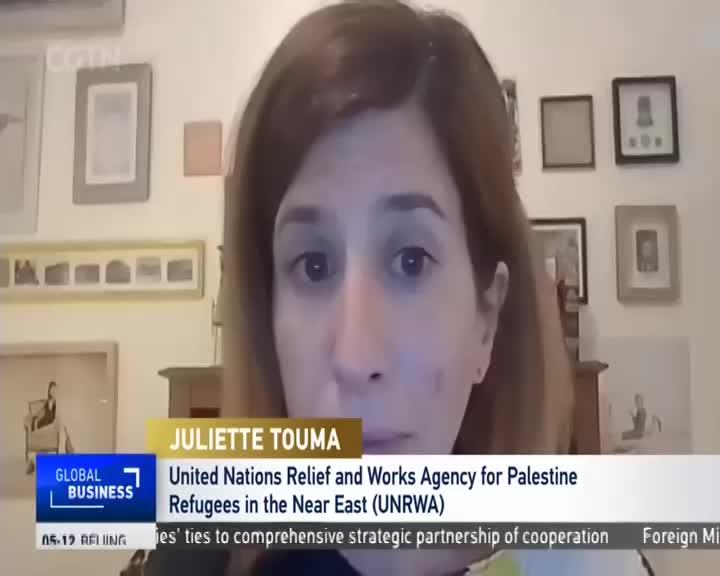 CGTN
JULIETTE TOUMA
GLOBAL
BUSINESS
United Nations Relief and Works Agency for Palestine
Refugees in the Near East (UNRWA)
05:12 BEIJING
ies' ties to comprehensive strategic partnership of cooperation Foreign Mi